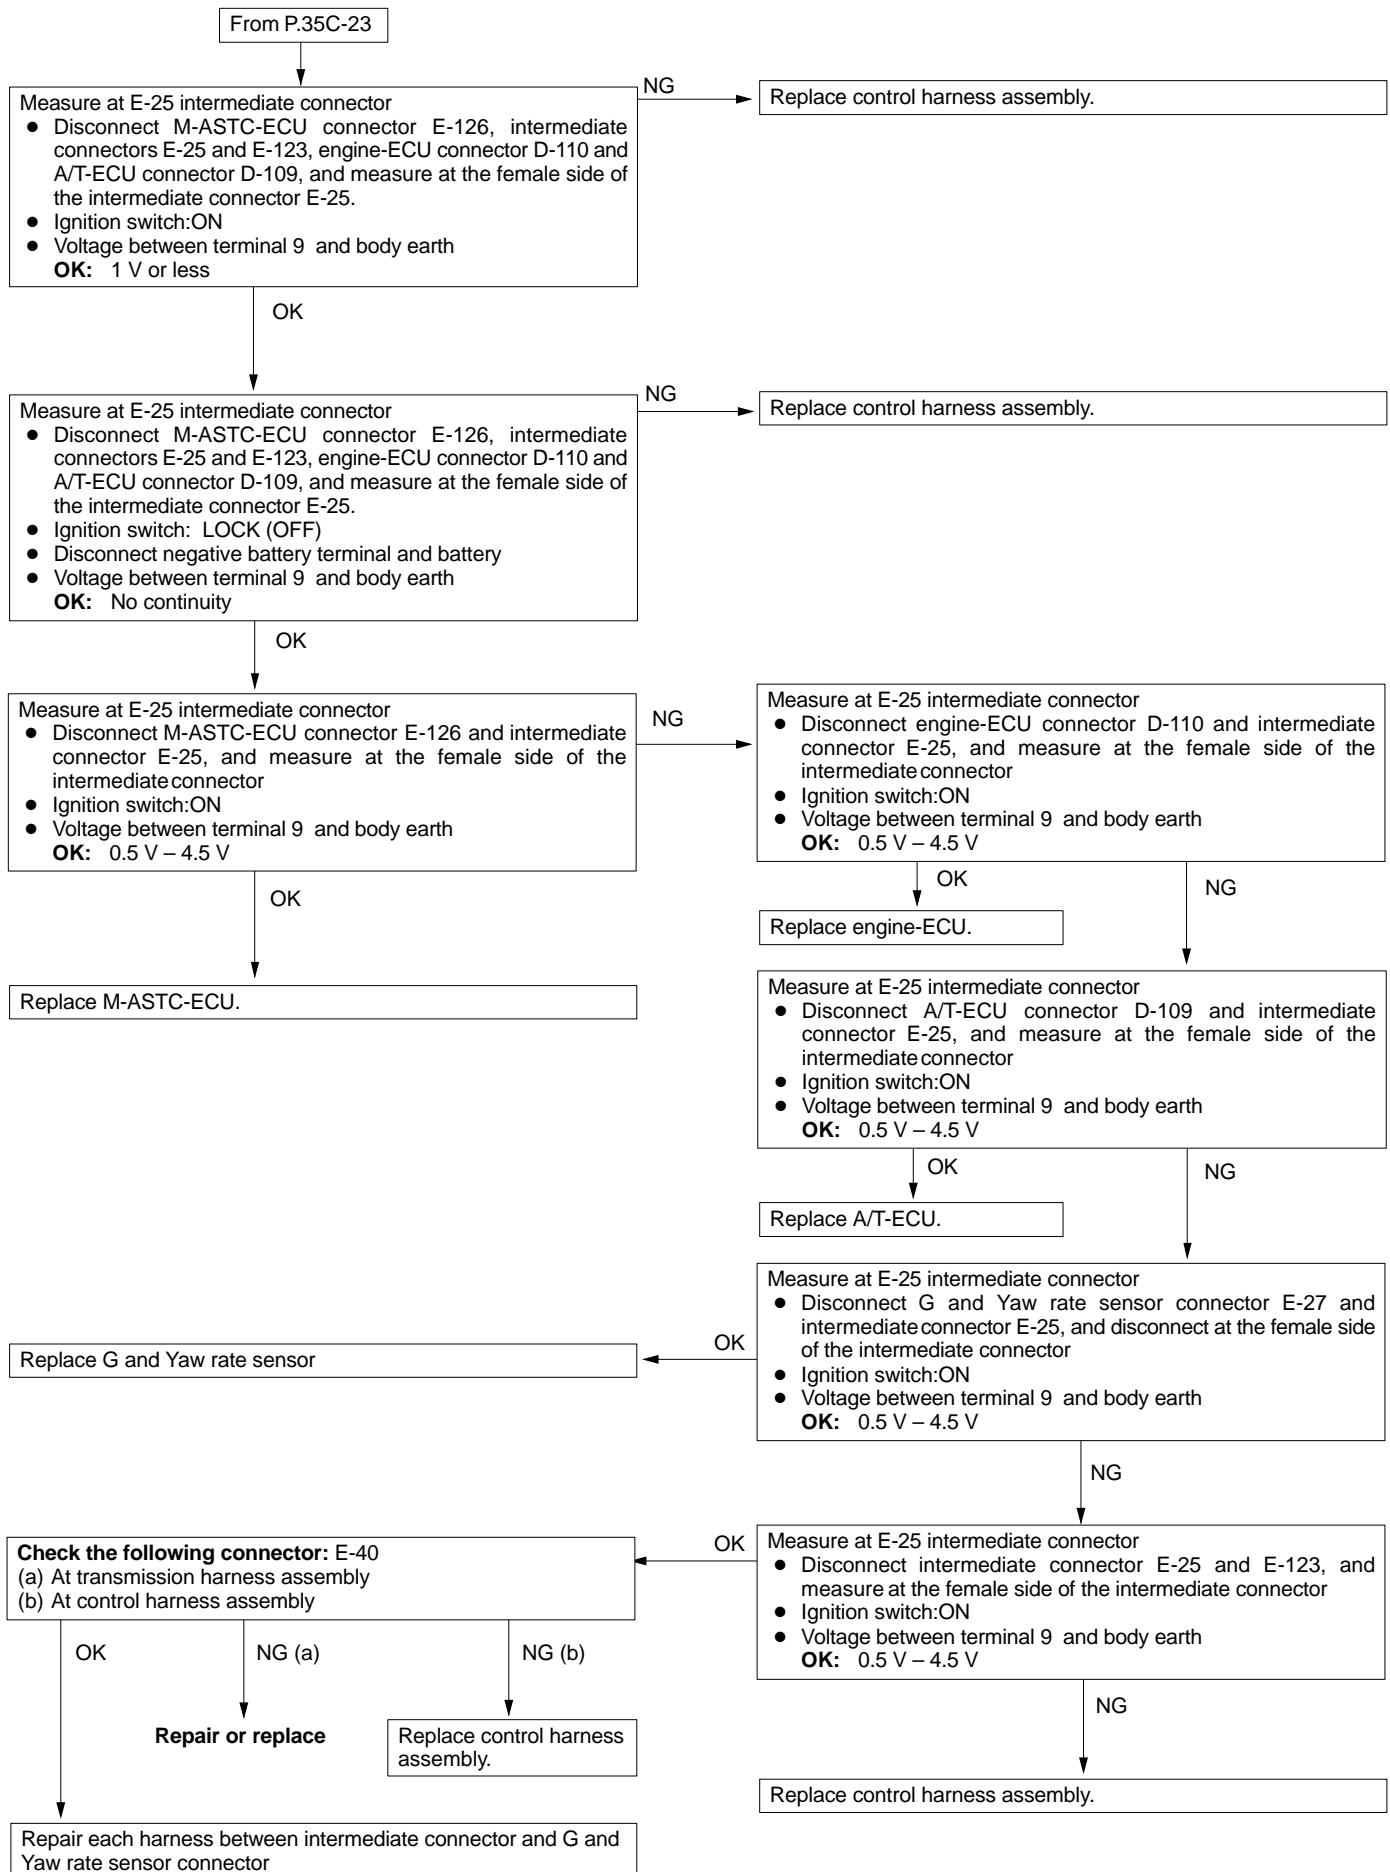 From P.35C-23
Measure at E-25 intermediate connector
● Disconnect M-ASTC-ECU connector E-126, intermediate
connectors E-25 and E-123, engine-ECU connector D-110 and
A/T-ECU connector D-109, and measure at the female side of
the intermediate connector E-25.
● Ignition switch:ON
● Voltage between terminal 9 and body earth
OK: 1 V or less
NG
Replace control harness assembly.
OK
Measure at E-25 intermediate connector
● Disconnect M-ASTC-ECU connector E-126, intermediate
connectors E-25 and E-123, engine-ECU connector D-110 and
A/T-ECU connector D-109, and measure at the female side of
the intermediate connector E-25.
● Ignition switch: LOCK (OFF)
● Disconnect negative battery terminal and battery
● Voltage between terminal 9 and body earth
OK: No continuity
NG
Replace control harness assembly.
OK
Measure at E-25 intermediate connector
● Disconnect M-ASTC-ECU connector E-126 and intermediate
connector E-25, and measure at the female side of the
intermediate connector
● Ignition switch:ON
● Voltage between terminal 9 and body earth
OK: 0.5 V – 4.5 V
NG
Measure at E-25 intermediate connector
● Disconnect engine-ECU connector D-110 and intermediate
connector E-25, and measure at the female side of the
intermediate connector
● Ignition switch:ON
● Voltage between terminal 9 and body earth
OK: 0.5 V – 4.5 V
OK
Replace M-ASTC-ECU.
OK
NG
Replace engine-ECU.
Measure at E-25 intermediate connector
● Disconnect A/T-ECU connector D-109 and intermediate
connector E-25, and measure at the female side of the
intermediate connector
● Ignition switch:ON
● Voltage between terminal 9 and body earth
OK: 0.5 V – 4.5 V
OK
NG
Replace A/T-ECU.
Measure at E-25 intermediate connector
● Disconnect G and Yaw rate sensor connector E-27 and
intermediate connector E-25, and disconnect at the female side
of the intermediate connector
● Ignition switch:ON
● Voltage between terminal 9 and body earth
OK: 0.5 V – 4.5 V
OK
Replace G and Yaw rate sensor
NG
Measure at E-25 intermediate connector
● Disconnect intermediate connector E-25 and E-123, and
measure at the female side of the intermediate connector
● Ignition switch:ON
● Voltage between terminal 9 and body earth
OK: 0.5 V – 4.5 V
OK
Check the following connector: E-40
(a) At transmission harness assembly
(b) At control harness assembly
OK
NG (a)
NG (b)
NG
Repair or replace
Replace control harness
assembly.
Replace control harness assembly.
Repair each harness between intermediate connector and G and
Yaw rate sensor connector